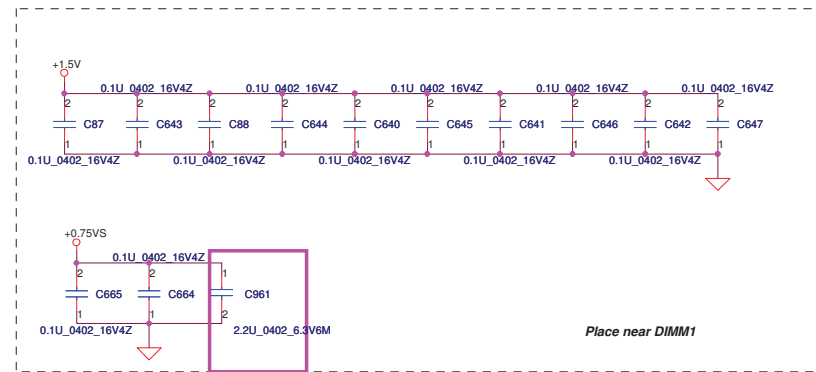 +1.5V
0.1U_0402_16V4Z 0.1U_0402_16V4Z 0.1U_0402_16V4Z 0.1U_0402_16V4Z 0.1U_0402_16V4Z
2 2 2 2 2 2 2 2 2 2
C87 C643 C88 C644 C640 C645 C641 C646 C642 C647
1 1 1 1 1 1 1 1 1 1
0.1U_0402_16V4Z 0.1U_0402_16V4Z 0.1U_0402_16V4Z 0.1U_0402_16V4Z 0.1U_0402_16V4Z
+0.75VS
0.1U_0402_16V4Z
2 2 1
C665 C664 C961
1 1 2
0.1U_0402_16V4Z 2.2U_0402_6.3V6M
Place near DIMM1